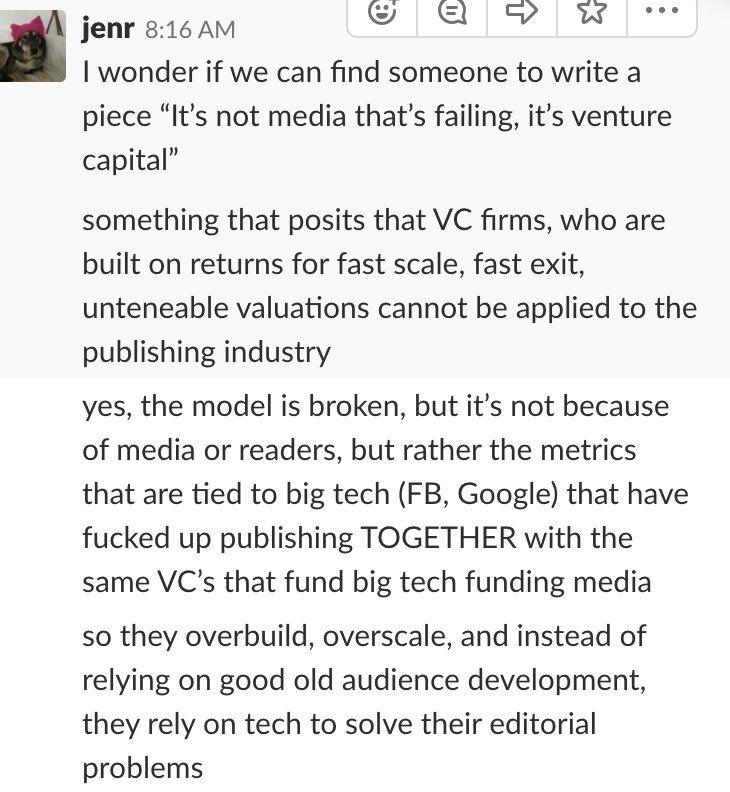 jenr 8:16 AM
I wonder if we can find someone to write a
piece “It’s not media that’s failing, it’s venture
capital”
something that posits that VC firms, who are
built on returns for fast scale, fast exit,
unteneable valuations cannot be applied to the
publishing industry
yes, the model is broken, but it’s not because
of media or readers, but rather the metrics
that are tied to big tech (FB, Google) that have
fucked up publishing TOGETHER with the
same VC’s that fund big tech funding media
so they overbuild, overscale, and instead of
relying on good old audience development,
they rely on tech to solve their editorial
problems